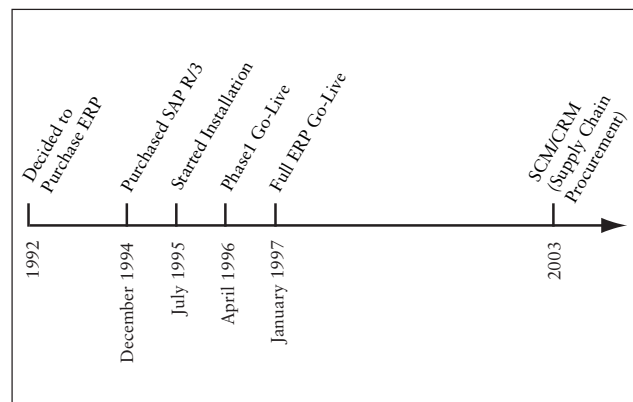 Decided to
Purchase ERP
Purchased SAP R/3
Started Installation
Phase1 Go-Live
Full ERP Go-Live
SCM/CRM
(Supply Chain
Procurement)
1992
December 1994
July 1995
April 1996
January 1997
2003